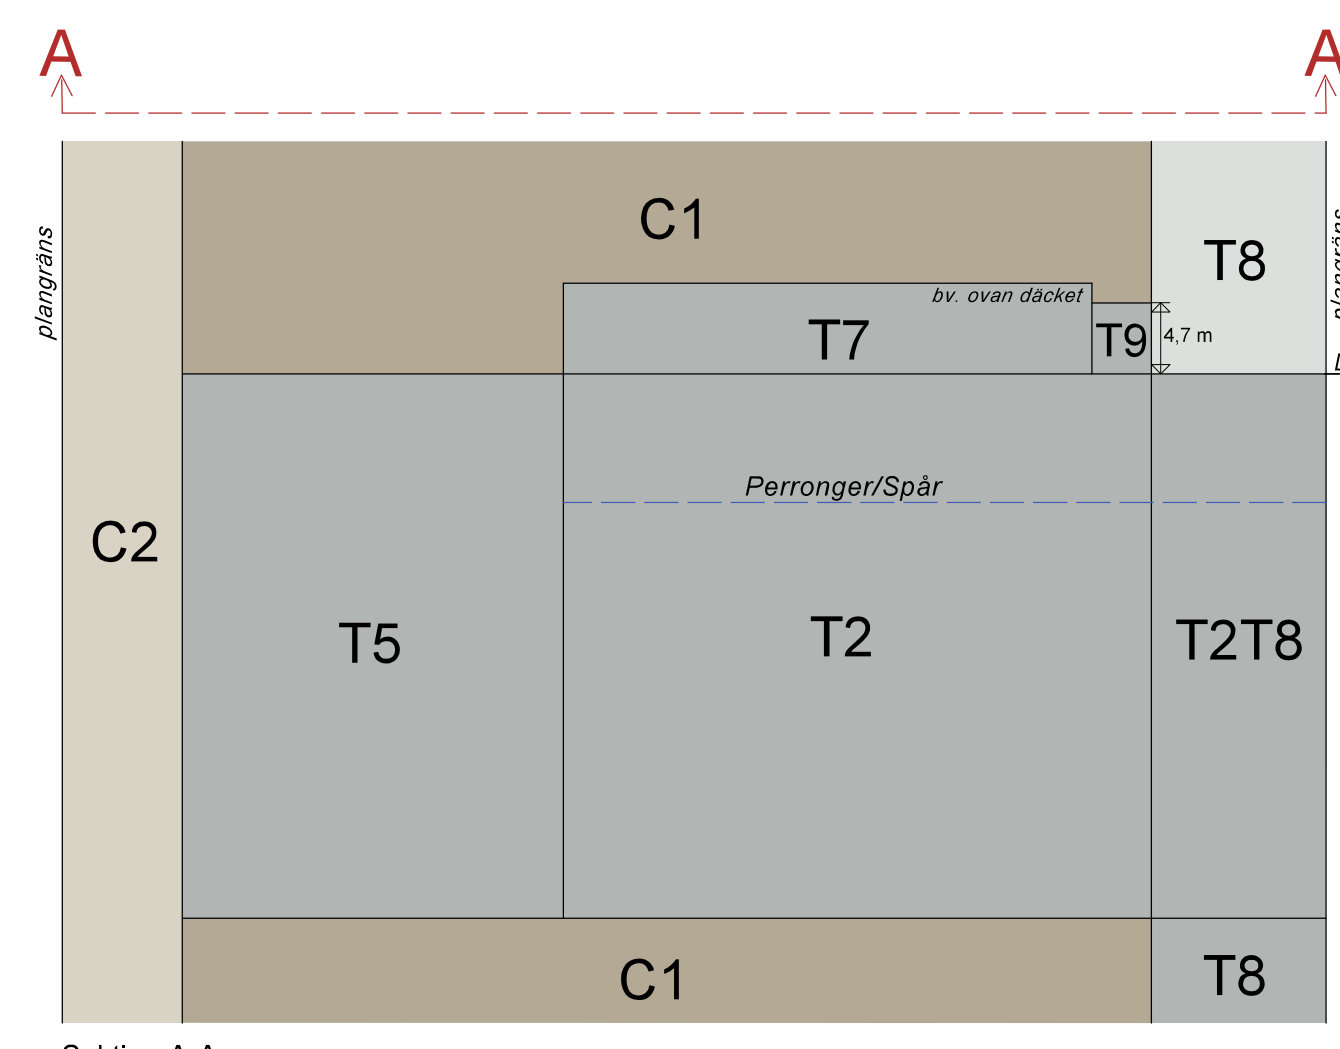 A
A
plangräns
C1
T8
bv. ovan däcket
T7
T9
4,7 m
Perronger/Spår
C2
T5
T2
T2T8
C1
T8